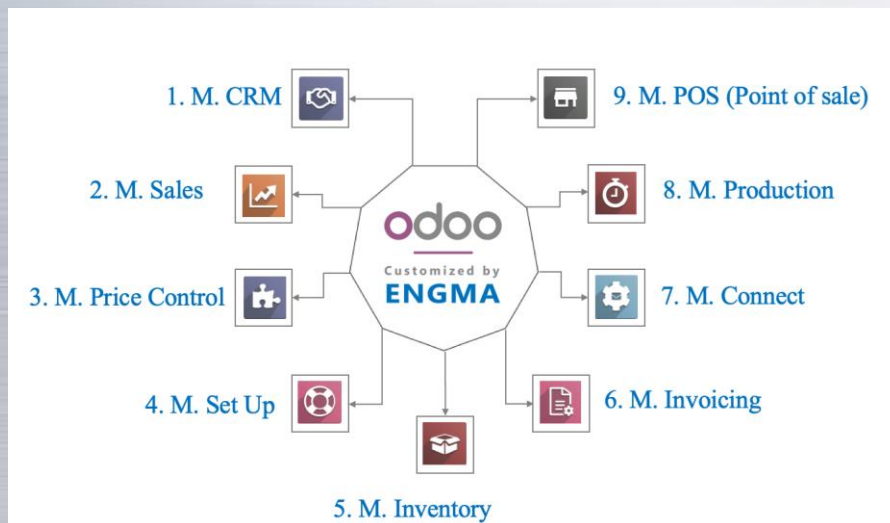 1. M. CRM
9. M. POS (Point of sale)
2. M. Sales
8. M. Production
odoo
Customized by
ENGMA
3. M. Price Control
7. M. Connect
4. M. Set Up
6. M. Invoicing
5. M. Inventory